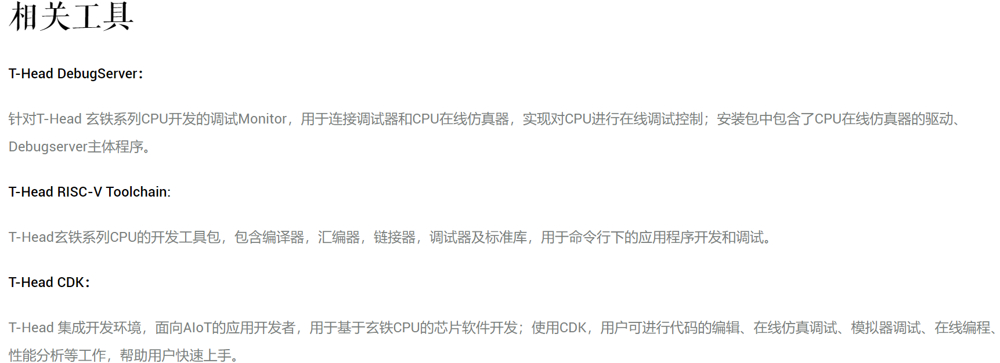 相关工具
T-Head DebugServer：
针对T-Head 玄铁系列CPU开发的调试Monitor，用于连接调试器和CPU在线仿真器，实现对CPU进行在线调试控制；安装包中包含了CPU在线仿真器的驱动、
Debugserver主体程序。
T-Head RISC-V Toolchain:
T-Head玄铁系列CPU的开发工具包，包含编译器，汇编器，链接器，调试器及标准库，用于命令行下的应用程序开发和调试。
T-Head CDK：
T-Head 集成开发环境，面向AIoT的应用开发者，用于基于玄铁CPU的芯片软件开发；使用CDK，用户可进行代码的编辑、在线仿真调试、模拟器调试、在线编程、
性能分析等工作，帮助用户快速上手。